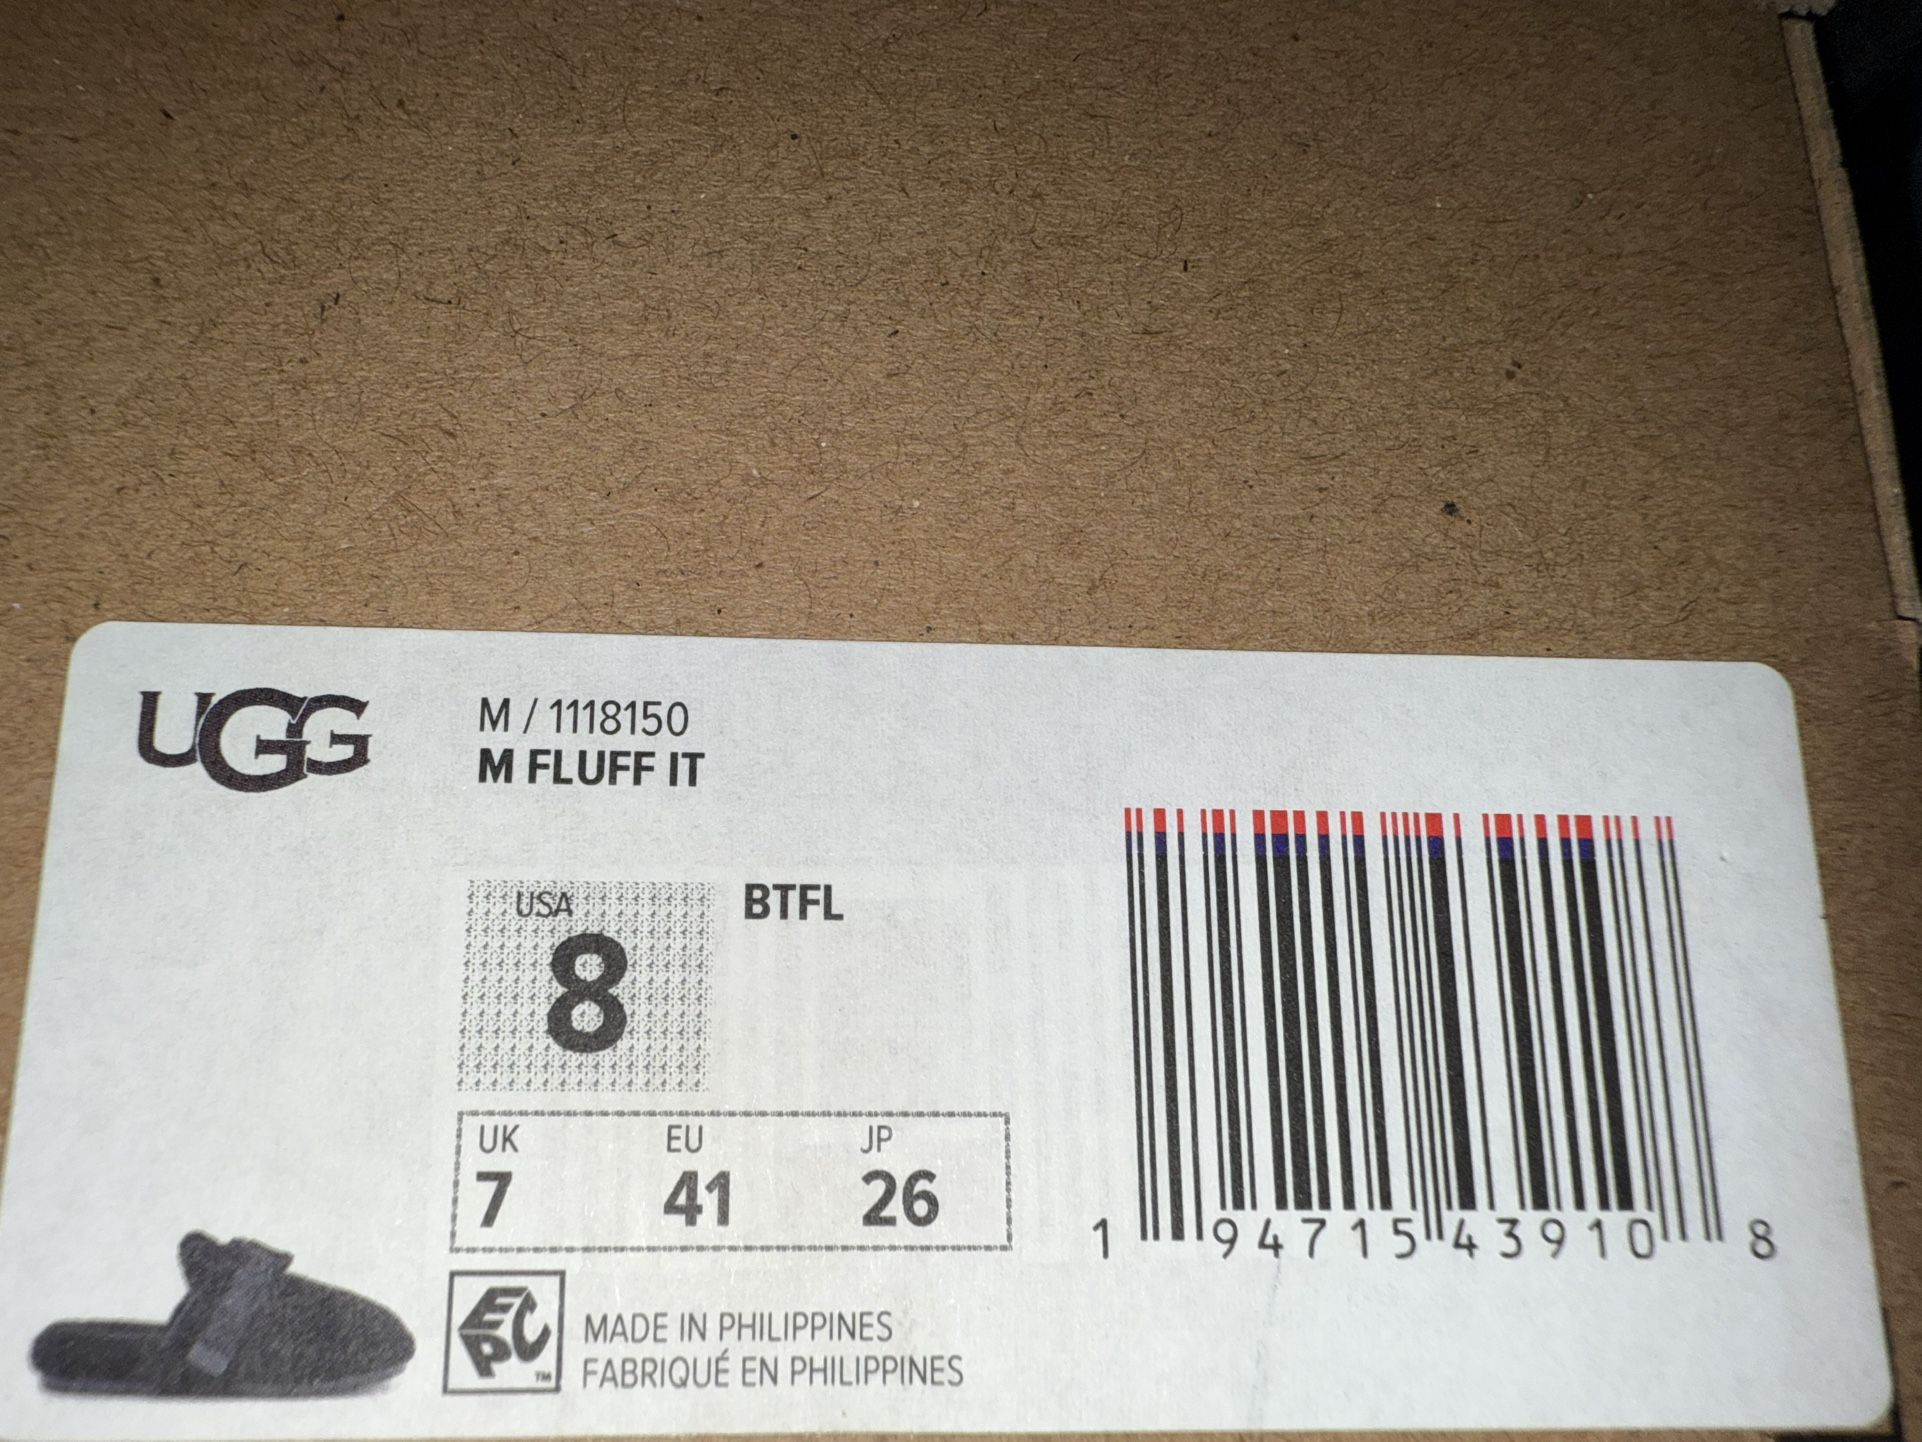 UGG
M / 1118150
M FLUFF IT
USA
8
BTFL
UK EU JP
7 41 26
1 94715 43910 8
EPC™
MADE IN PHILIPPINES
FABRIQUÉ EN PHILIPPINES